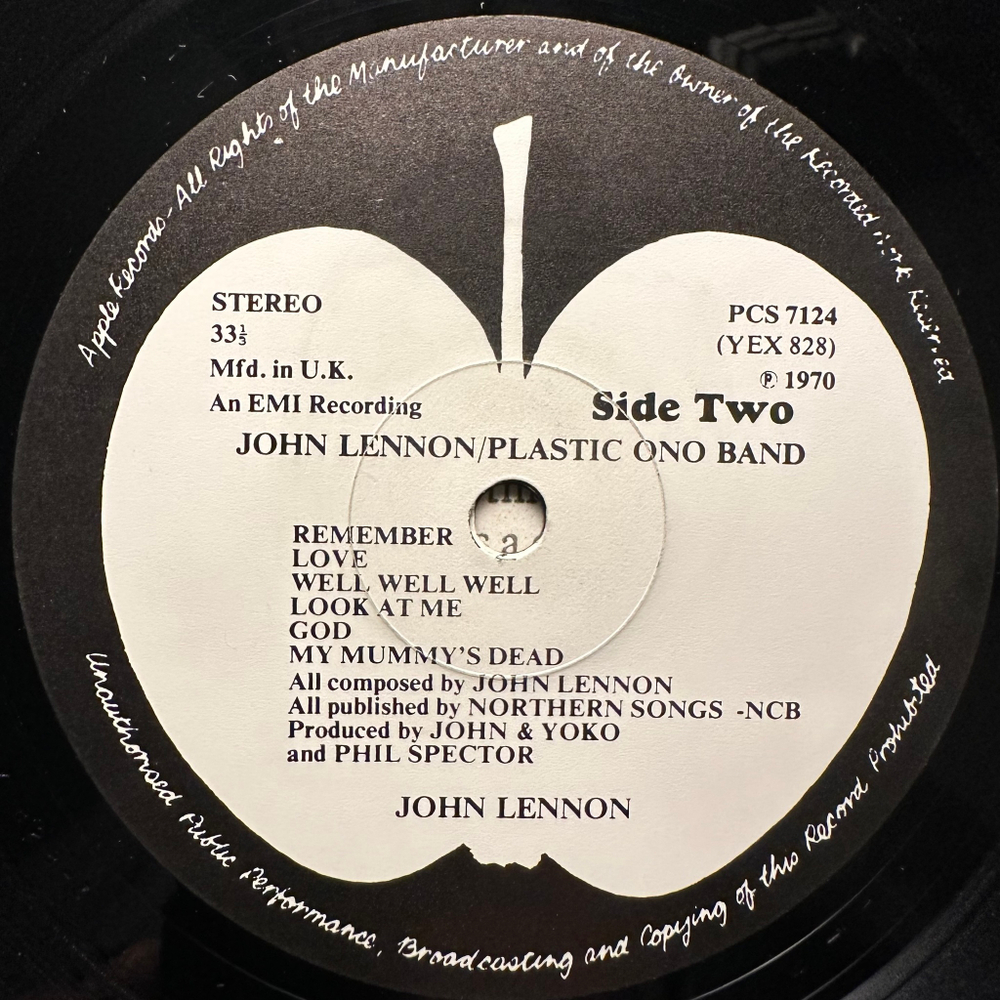 Apple Records - All Rights of the Manufacturer and of the Owner of the Recorded Work Reserved
STEREO
33⅓
Mfd. in U.K.
An EMI Recording
PCS 7124
(YEX 828)
℗ 1970
Side Two
JOHN LENNON/PLASTIC ONO BAND
REMEMBER
LOVE
WELL WELL WELL
LOOK AT ME
GOD
MY MUMMY'S DEAD
All composed by JOHN LENNON
All published by NORTHERN SONGS -NCB
Produced by JOHN & YOKO
and PHIL SPECTOR
JOHN LENNON
Unauthorised Public Performance, Broadcasting and Copying of this Record Prohibited